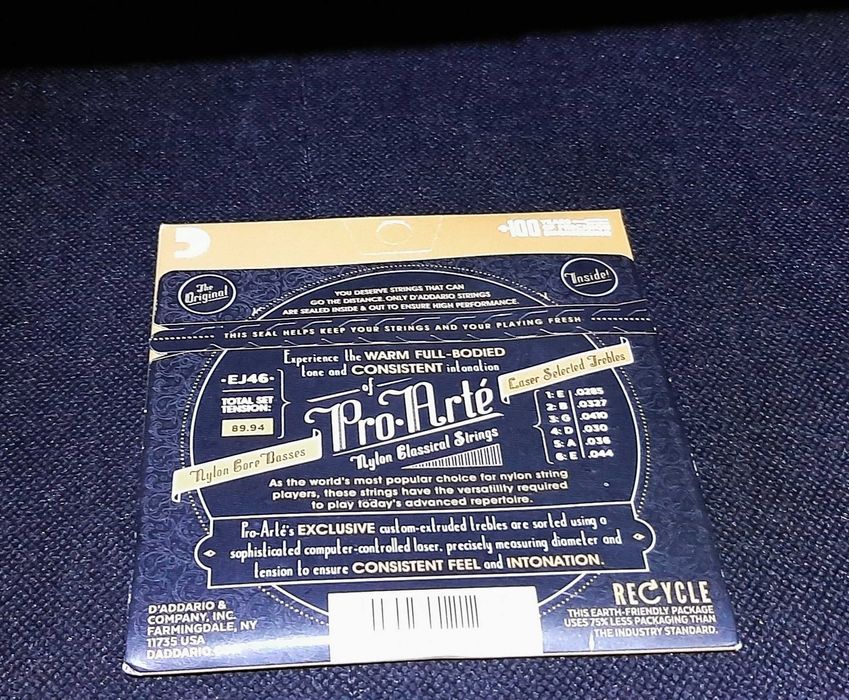 +100
The
Original
YOU DESERVE STRINGS THAT CAN
GO THE DISTANCE. ONLY D'ADDARIO STRINGS
ARE SEALED INSIDE & OUT TO ENSURE HIGH PERFORMANCE.
Inside!
THIS SEAL HELPS KEEP YOUR STRINGS AND YOUR PLAYING FRESH
Experience the WARM FULL-BODIED
tone and CONSISTENT intonation
of
-EJ46-
TOTAL SET
TENSION:
89.94
Pro·Arté
Nylon Classical Strings
Laser Selected Trebles
1: E .0285
2: B .0327
3: G .0410
4: D .030
5: A .036
6: E .044
Nylon Core Basses
As the world's most popular choice for nylon string
players, these strings have the versatility required
to play today's advanced repertoire.
Pro-Arté's EXCLUSIVE custom-extruded trebles are sorted using a
sophisticated computer-controlled laser, precisely measuring diameter and
tension to ensure CONSISTENT FEEL and INTONATION.
D'ADDARIO &
COMPANY, INC.
FARMINGDALE, NY
11735 USA
RECYCLE
THIS EARTH-FRIENDLY PACKAGE
USES 75% LESS PACKAGING THAN
THE INDUSTRY STANDARD.